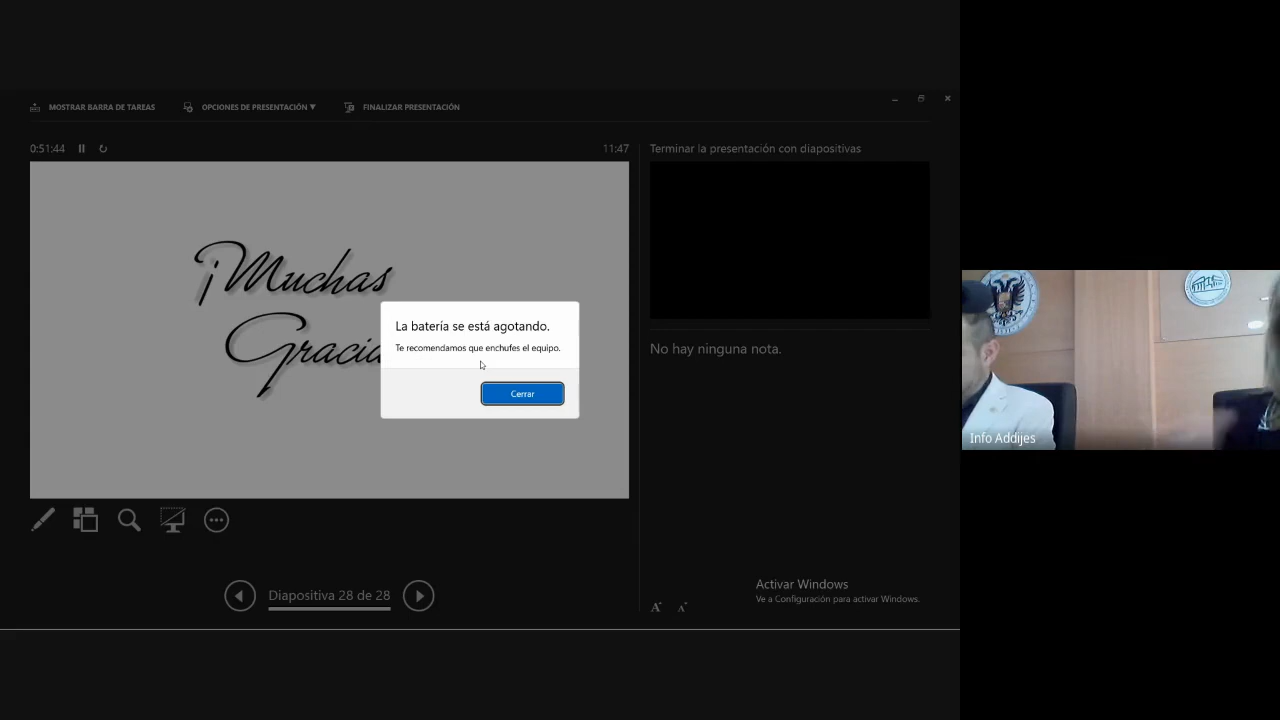 MOSTRAR BARRA DE TAREAS
OPCIONES DE PRESENTACIÓN ▼
FINALIZAR PRESENTACIÓN
0:51:44
11:47
Terminar la presentación con diapositivas
¡Muchas
Gracia
La batería se está agotando.
Te recomendamos que enchufes el equipo.
Cerrar
No hay ninguna nota.
Info Addijes
Diapositiva 28 de 28
Activar Windows
Ve a Configuración para activar Windows.
A A